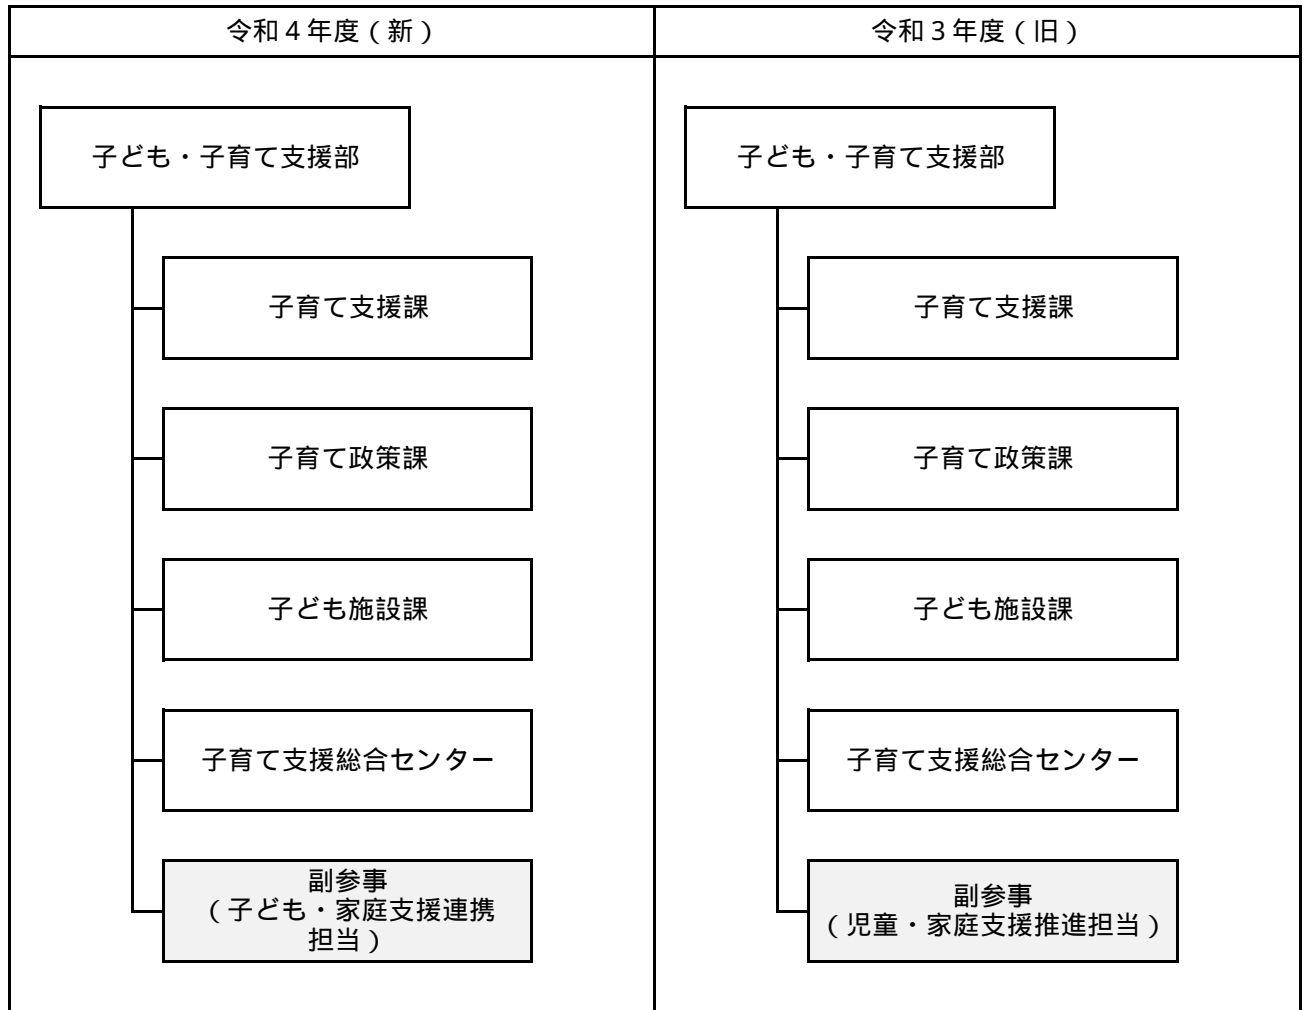 令和４年度（新）
令和３年度（旧）
子ども・子育て支援部
子育て支援課
子育て政策課
子ども施設課
子育て支援総合センター
副参事
（子ども・家庭支援連携
担当）
子ども・子育て支援部
子育て支援課
子育て政策課
子ども施設課
子育て支援総合センター
副参事
（児童・家庭支援推進担当）